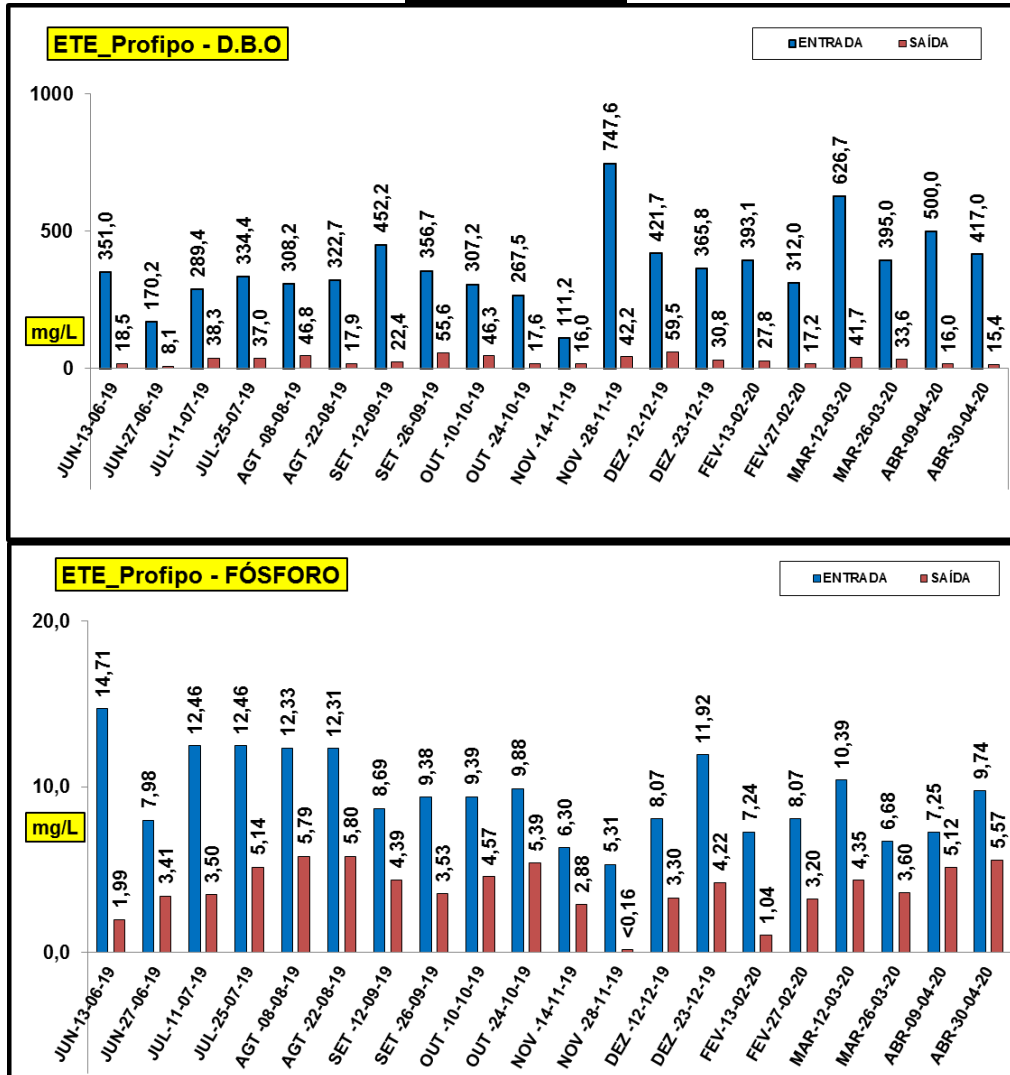 ETE_Profipo - D.B.O
ENTRADA SAÍDA
1000
500
0
mg/L
351,0 18,5 170,2 8,1 289,4 38,3 334,4 37,0 308,2 46,8 322,7 17,9 452,2 22,4 356,7 55,6 307,2 46,3 267,5 17,6 111,2 16,0 747,6 42,2 421,7 59,5 365,8 30,8 393,1 27,8 312,0 17,2 626,7 41,7 395,0 33,6 500,0 16,0 417,0 15,4
JUN-13-06-19
JUN-27-06-19
JUL-11-07-19
JUL-25-07-19
AGT -08-08-19
AGT -22-08-19
SET -12-09-19
SET -26-09-19
OUT -10-10-19
OUT -24-10-19
NOV -14-11-19
NOV -28-11-19
DEZ -12-12-19
DEZ -23-12-19
FEV-13-02-20
FEV-27-02-20
MAR-12-03-20
MAR-26-03-20
ABR-09-04-20
ABR-30-04-20
ETE_Profipo - FÓSFORO
ENTRADA SAÍDA
20,0
10,0
mg/L
0,0
14,71 1,99 7,98 3,41 12,46 3,50 12,46 5,14 12,33 5,79 12,31 5,80 8,69 4,39 9,38 3,53 9,39 4,57 9,88 5,39 6,30 2,88 5,31 <0,16 8,07 3,30 11,92 4,22 7,24 1,04 8,07 3,20 10,39 4,35 6,68 3,60 7,25 5,12 9,74 5,57
JUN-13-06-19
JUN-27-06-19
JUL-11-07-19
JUL-25-07-19
AGT -08-08-19
AGT -22-08-19
SET -12-09-19
SET -26-09-19
OUT -10-10-19
OUT -24-10-19
NOV -14-11-19
NOV -28-11-19
DEZ -12-12-19
DEZ -23-12-19
FEV-13-02-20
FEV-27-02-20
MAR-12-03-20
MAR-26-03-20
ABR-09-04-20
ABR-30-04-20